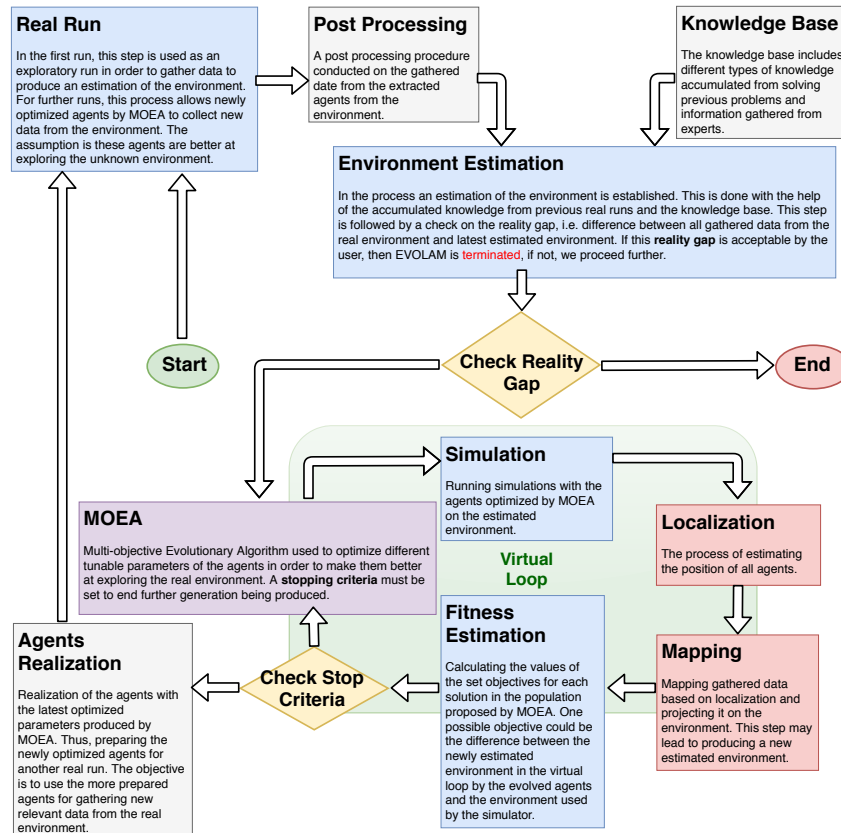 Real Run
In the first run, this step is used as an
exploratory run in order to gather data to
produce an estimation of the environment.
For further runs, this process allows newly
optimized agents by MOEA to collect new
data from the environment. The
assumption is these agents are better at
exploring the unknown environment.
Post Processing
A post processing procedure
conducted on the gathered
date from the extracted
agents from the
environment.
Knowledge Base
The knowledge base includes
different types of knowledge
accumulated from solving
previous problems and
information gathered from
experts.
Environment Estimation
In the process an estimation of the environment is established. This is done with the help
of the accumulated knowledge from previous real runs and the knowledge base. This step
is followed by a check on the reality gap, i.e. difference between all gathered data from the
real environment and latest estimated environment. If this reality gap is acceptable by the
user, then EVOLAM is terminated, if not, we proceed further.
Start
Check Reality
Gap
End
Simulation
Running simulations with the
agents optimized by MOEA
on the estimated
environment.
MOEA
Multi-objective Evolutionary Algorithm used to optimize different
tunable parameters of the agents in order to make them better
at exploring the real environment. A stopping criteria must be
set to end further generation being produced.
Virtual
Loop
Localization
The process of estimating
the position of all agents.
Agents
Realization
Realization of the agents with
the latest optimized
parameters produced by
MOEA. Thus, preparing the
newly optimized agents for
another real run. The objective
is to use the more prepared
agents for gathering new
relevant data from the real
environment.
Check Stop
Criteria
Fitness
Estimation
Calculating the values of
the set objectives for each
solution in the population
proposed by MOEA. One
possible objective could be
the difference between the
newly estimated
environment in the virtual
loop by the evolved agents
and the environment used
by the simulator.
Mapping
Mapping gathered data
based on localization and
projecting it on the
environment. This step may
lead to producing a new
estimated environment.